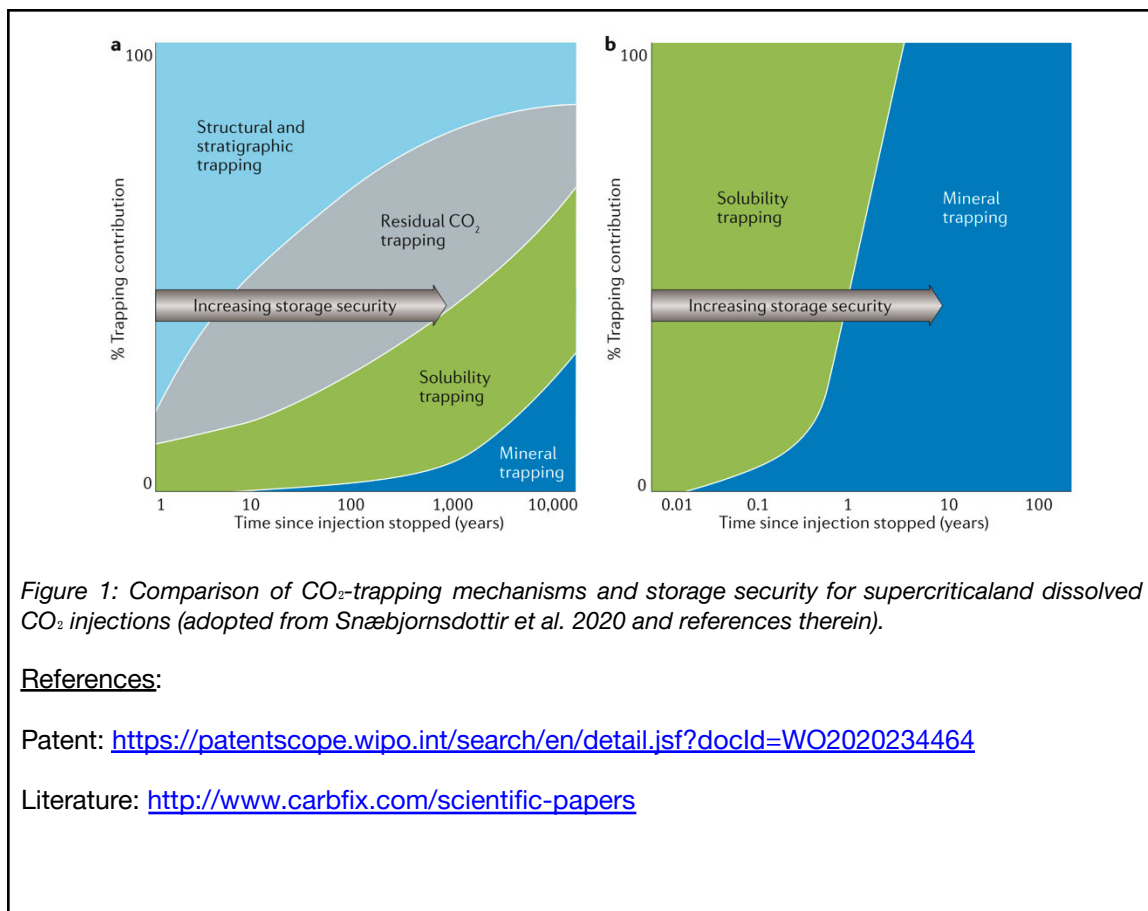 a
100
Structural and
stratigraphic
trapping
Residual CO₂
trapping
Increasing storage security
Solubility
trapping
Mineral
trapping
0
% Trapping contribution
1 10 100 1,000 10,000
Time since injection stopped (years)
b
100
Solubility
trapping
Mineral
trapping
Increasing storage security
0
% Trapping contribution
0.01 0.1 1 10 100
Time since injection stopped (years)
Figure 1: Comparison of CO₂-trapping mechanisms and storage security for supercriticaland dissolved
CO₂ injections (adopted from Snæbjornsdottir et al. 2020 and references therein).
References:
Patent: https://patentscope.wipo.int/search/en/detail.jsf?docId=WO2020234464
Literature: http://www.carbfix.com/scientific-papers